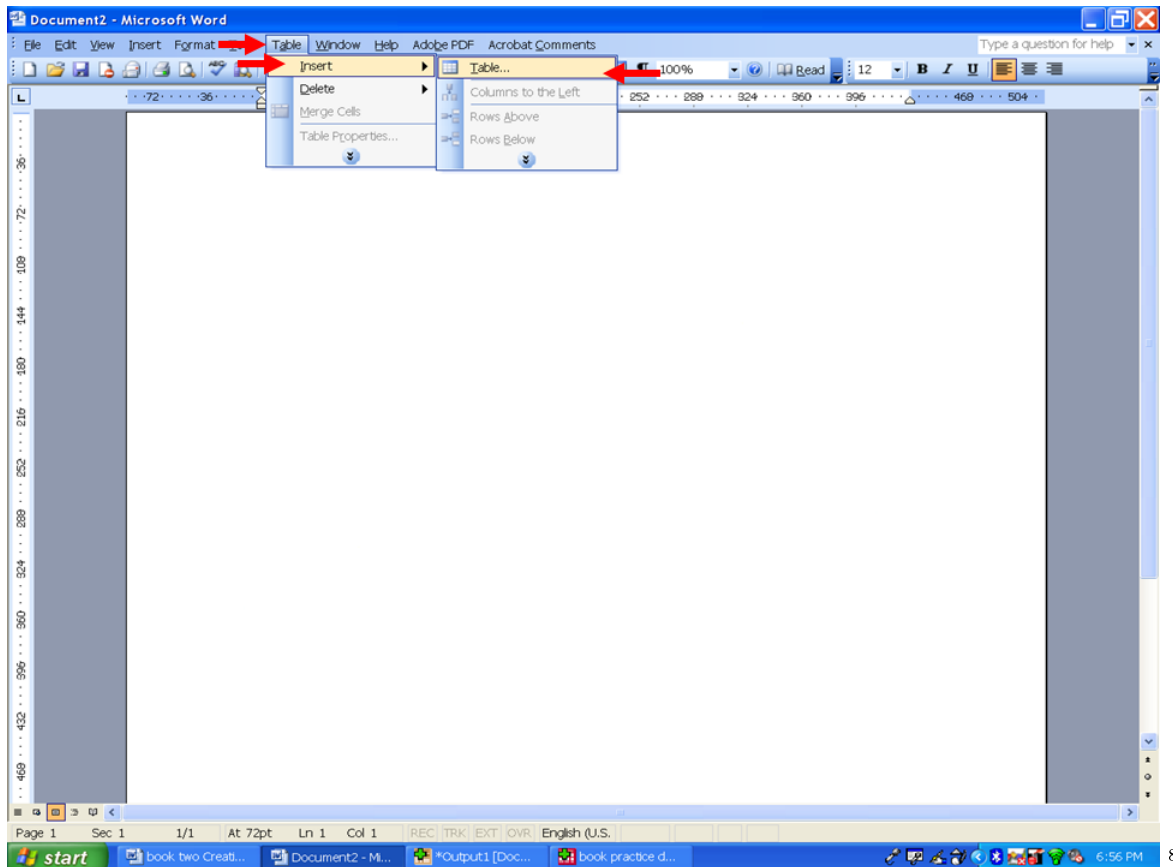 Document2 - Microsoft Word
File Edit View Insert Format Table Window Help Adobe PDF Acrobat Comments Type a question for help
Insert Table... 100% Read 12 B I U
Delete Columns to the Left
Merge Cells Rows Above
Table Properties... Rows Below
L 72 36 252 288 324 360 396 468 504
36
72
108
144
180
216
252
288
324
360
396
432
468
Page 1 Sec 1 1/1 At 72pt Ln 1 Col 1 REC TRK EXT OVR English (U.S.
start book two Creati... Document2 - Mi... *Output1 [Doc... book practice d... 6:56 PM